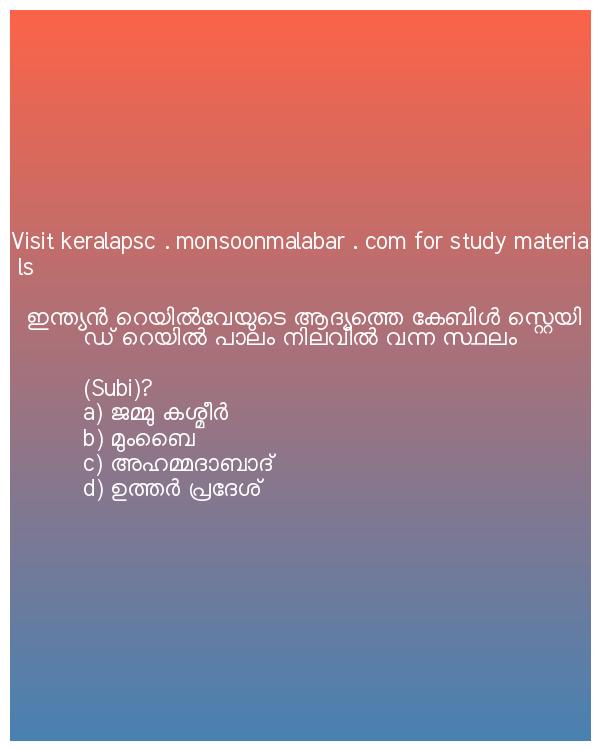 Visit keralapsc . monsoonmalabar . com for study materia
ls
ഇന്ത്യൻ റെയിൽവേയുടെ ആദ്യത്തെ കേബിൾ സ്റ്റെയി
ഡ് റെയിൽ പാലം നിലവിൽ വന്ന സ്ഥലം
(Subi)?
a) ജമ്മു കശ്മീർ
b) മുംബൈ
c) അഹമ്മദാബാദ്
d) ഉത്തർ പ്രദേശ്